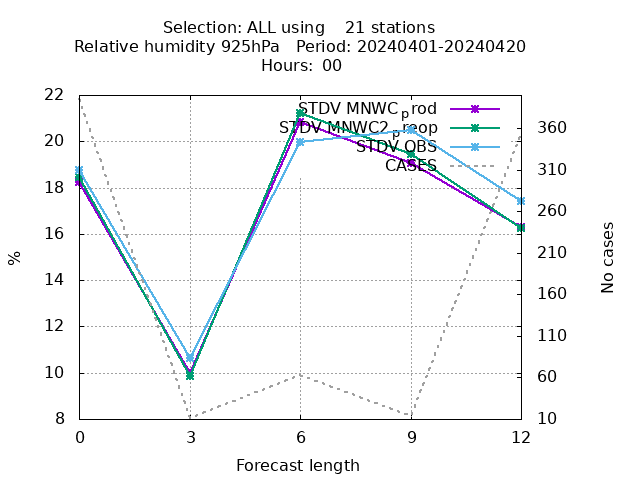 Selection: ALL using    21 stations
Relative humidity 925hPa   Period: 20240401-20240420
Hours: 00
22
20
18
16
14
12
10
8
360
310
260
210
160
110
60
10
0 3 6 9 12
%
No cases
Forecast length
STDV MNWC_prod
STDV MNWC2_preop
STDV OBS
CASES